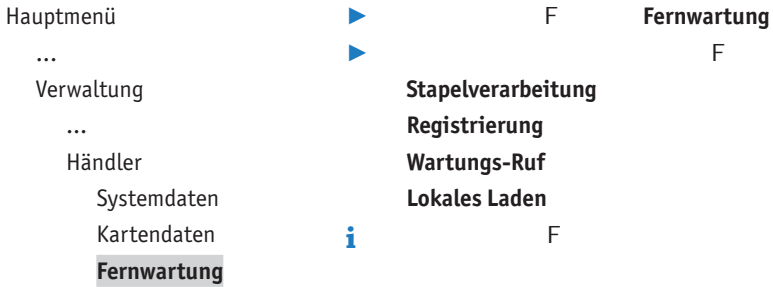 Hauptmenü
...
Verwaltung
...
Händler
Systemdaten
Kartendaten
Fernwartung
▶ F Fernwartung
▶ F
Stapelverarbeitung
Registrierung
Wartungs-Ruf
Lokales Laden
i F